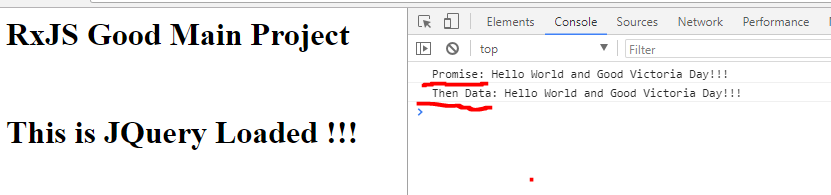 RxJS Good Main Project
This is JQuery Loaded !!!
Elements Console Sources Network Performance
top Filter
Promise: Hello World and Good Victoria Day!!!
Then Data: Hello World and Good Victoria Day!!!